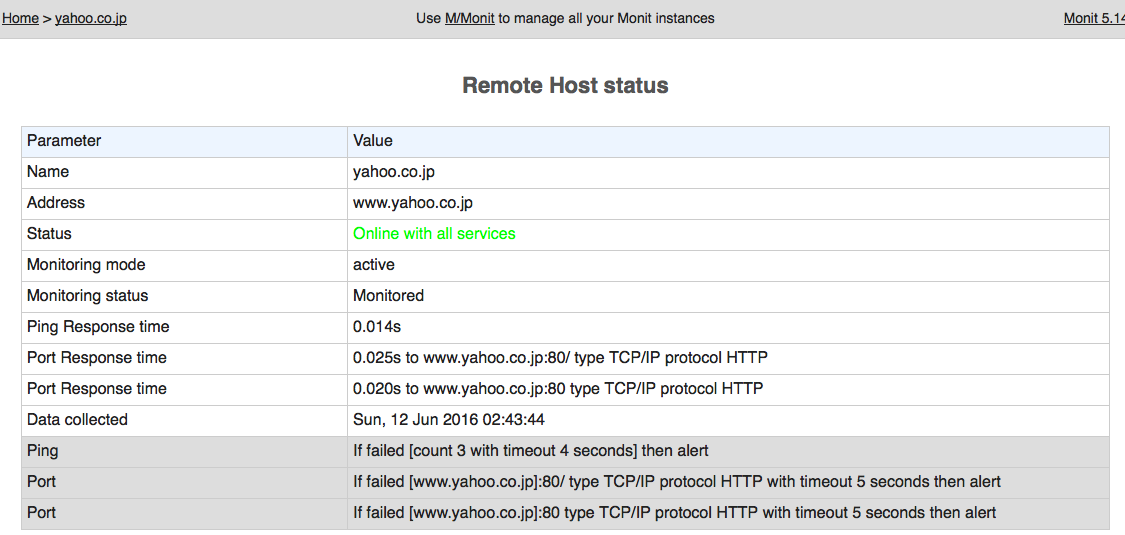 Home > yahoo.co.jp Use M/Monit to manage all your Monit instances Monit 5.14
Remote Host status
Parameter Value
Name yahoo.co.jp
Address www.yahoo.co.jp
Status Online with all services
Monitoring mode active
Monitoring status Monitored
Ping Response time 0.014s
Port Response time 0.025s to www.yahoo.co.jp:80/ type TCP/IP protocol HTTP
Port Response time 0.020s to www.yahoo.co.jp:80 type TCP/IP protocol HTTP
Data collected Sun, 12 Jun 2016 02:43:44
Ping If failed [count 3 with timeout 4 seconds] then alert
Port If failed [www.yahoo.co.jp]:80/ type TCP/IP protocol HTTP with timeout 5 seconds then alert
Port If failed [www.yahoo.co.jp]:80 type TCP/IP protocol HTTP with timeout 5 seconds then alert